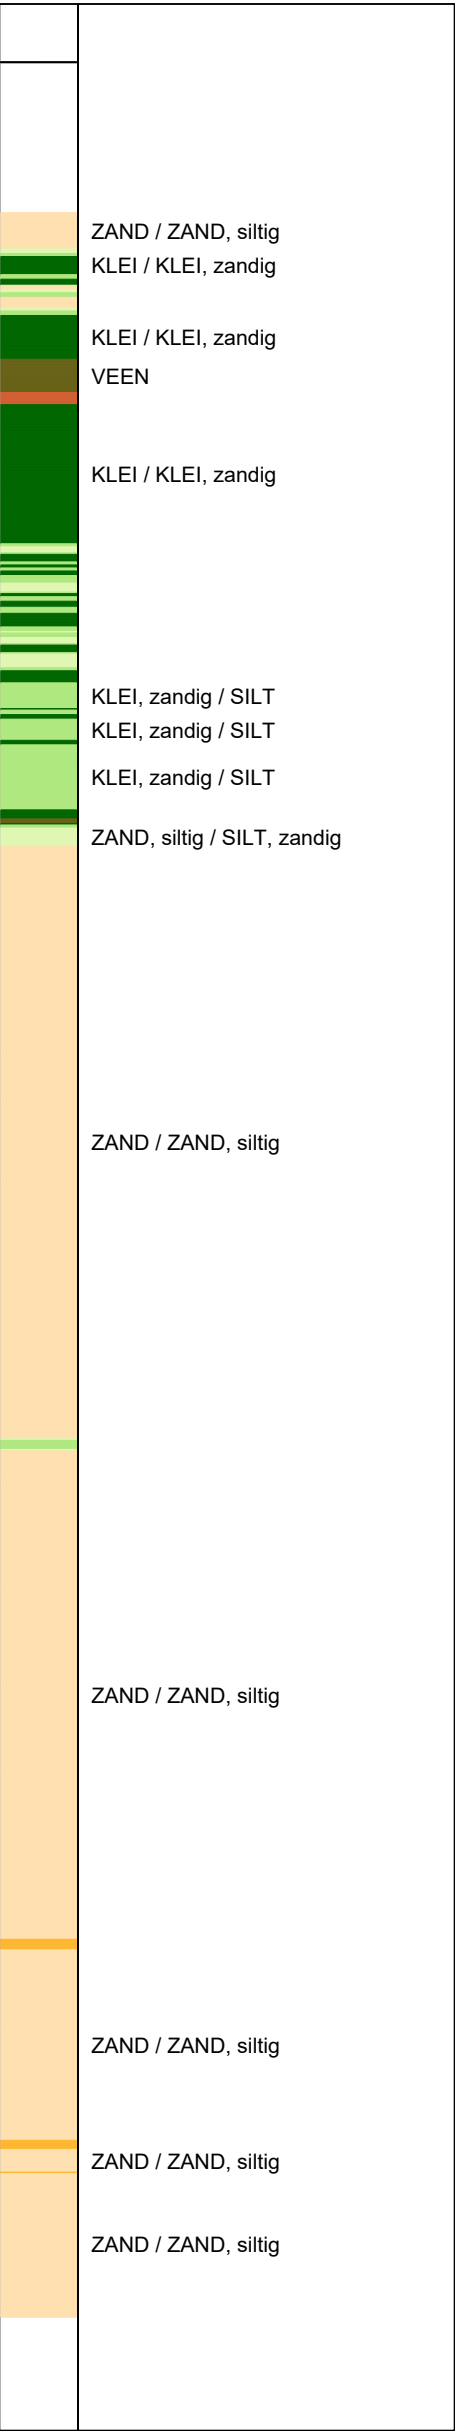 ZAND / ZAND, siltig
KLEI / KLEI, zandig
KLEI / KLEI, zandig
VEEN
KLEI / KLEI, zandig
KLEI, zandig / SILT
KLEI, zandig / SILT
KLEI, zandig / SILT
ZAND, siltig / SILT, zandig
ZAND / ZAND, siltig
ZAND / ZAND, siltig
ZAND / ZAND, siltig
ZAND / ZAND, siltig
ZAND / ZAND, siltig